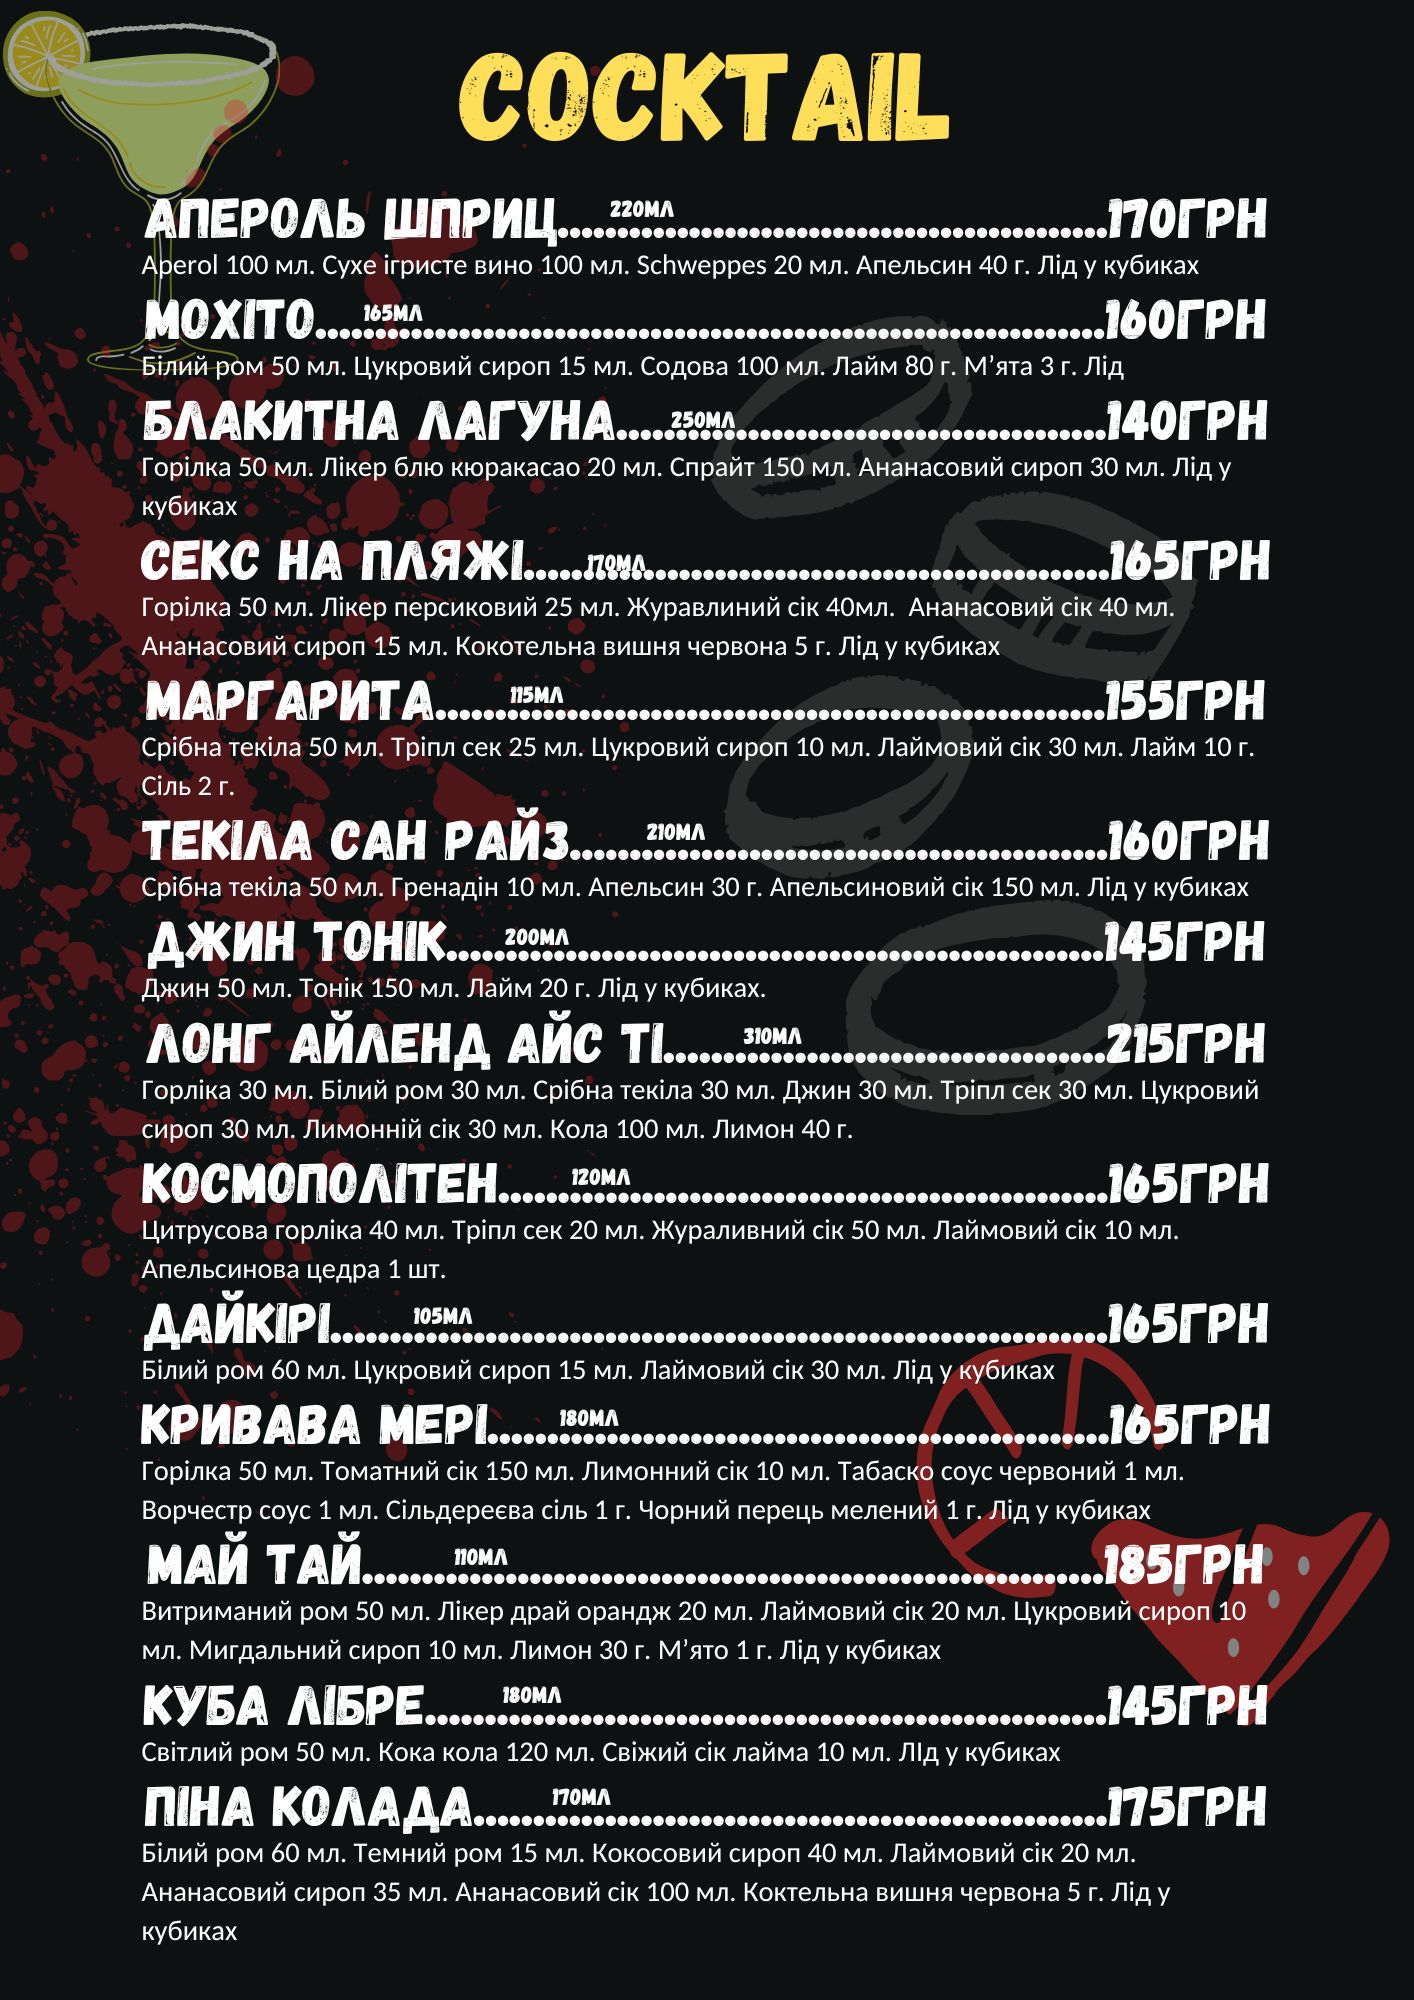 COCKTAIL
АПЕРОЛЬ ШПРИЦ 220МЛ 170ГРН
Aperol 100 мл. Сухе ігристе вино 100 мл. Schweppes 20 мл. Апельсин 40 г. Лід у кубиках
МОХІТО 165МЛ 160ГРН
Білий ром 50 мл. Цукровий сироп 15 мл. Содова 100 мл. Лайм 80 г. М’ята 3 г. Лід
БЛАКИТНА ЛАГУНА 250МЛ 140ГРН
Горілка 50 мл. Лікер блю кюракасао 20 мл. Спрайт 150 мл. Ананасовий сироп 30 мл. Лід у
кубиках
СЕКС НА ПЛЯЖІ 170МЛ 165ГРН
Горілка 50 мл. Лікер персиковий 25 мл. Журавлиний сік 40мл. Ананасовий сік 40 мл.
Ананасовий сироп 15 мл. Кокотельна вишня червона 5 г. Лід у кубиках
МАРГАРИТА 115МЛ 155ГРН
Срібна текіла 50 мл. Тріпл сек 25 мл. Цукровий сироп 10 мл. Лаймовий сік 30 мл. Лайм 10 г.
Сіль 2 г.
ТЕКІЛА САН РАЙЗ 210МЛ 160ГРН
Срібна текіла 50 мл. Гренадін 10 мл. Апельсин 30 г. Апельсиновий сік 150 мл. Лід у кубиках
ДЖИН ТОНІК 200МЛ 145ГРН
Джин 50 мл. Тонік 150 мл. Лайм 20 г. Лід у кубиках.
ЛОНГ АЙЛЕНД АЙС ТІ 310МЛ 215ГРН
Горліка 30 мл. Білий ром 30 мл. Срібна текіла 30 мл. Джин 30 мл. Тріпл сек 30 мл. Цукровий
сироп 30 мл. Лимонній сік 30 мл. Кола 100 мл. Лимон 40 г.
КОСМОПОЛІТЕН 120МЛ 165ГРН
Цитрусова горліка 40 мл. Тріпл сек 20 мл. Жураливний сік 50 мл. Лаймовий сік 10 мл.
Апельсинова цедра 1 шт.
ДАЙКІРІ 105МЛ 165ГРН
Білий ром 60 мл. Цукровий сироп 15 мл. Лаймовий сік 30 мл. Лід у кубиках
КРИВАВА МЕРІ 180МЛ 165ГРН
Горілка 50 мл. Томатний сік 150 мл. Лимонний сік 10 мл. Табаско соус червоний 1 мл.
Ворчестр соус 1 мл. Сільдереєва сіль 1 г. Чорний перець мелений 1 г. Лід у кубиках
МАЙ ТАЙ 110МЛ 185ГРН
Витриманий ром 50 мл. Лікер драй орандж 20 мл. Лаймовий сік 20 мл. Цукровий сироп 10
мл. Мигдальний сироп 10 мл. Лимон 30 г. М’ято 1 г. Лід у кубиках
КУБА ЛІБРЕ 180МЛ 145ГРН
Світлий ром 50 мл. Кока кола 120 мл. Свіжий сік лайма 10 мл. ЛІд у кубиках
ПІНА КОЛАДА 170МЛ 175ГРН
Білий ром 60 мл. Темний ром 15 мл. Кокосовий сироп 40 мл. Лаймовий сік 20 мл.
Ананасовий сироп 35 мл. Ананасовий сік 100 мл. Коктельна вишня червона 5 г. Лід у
кубиках